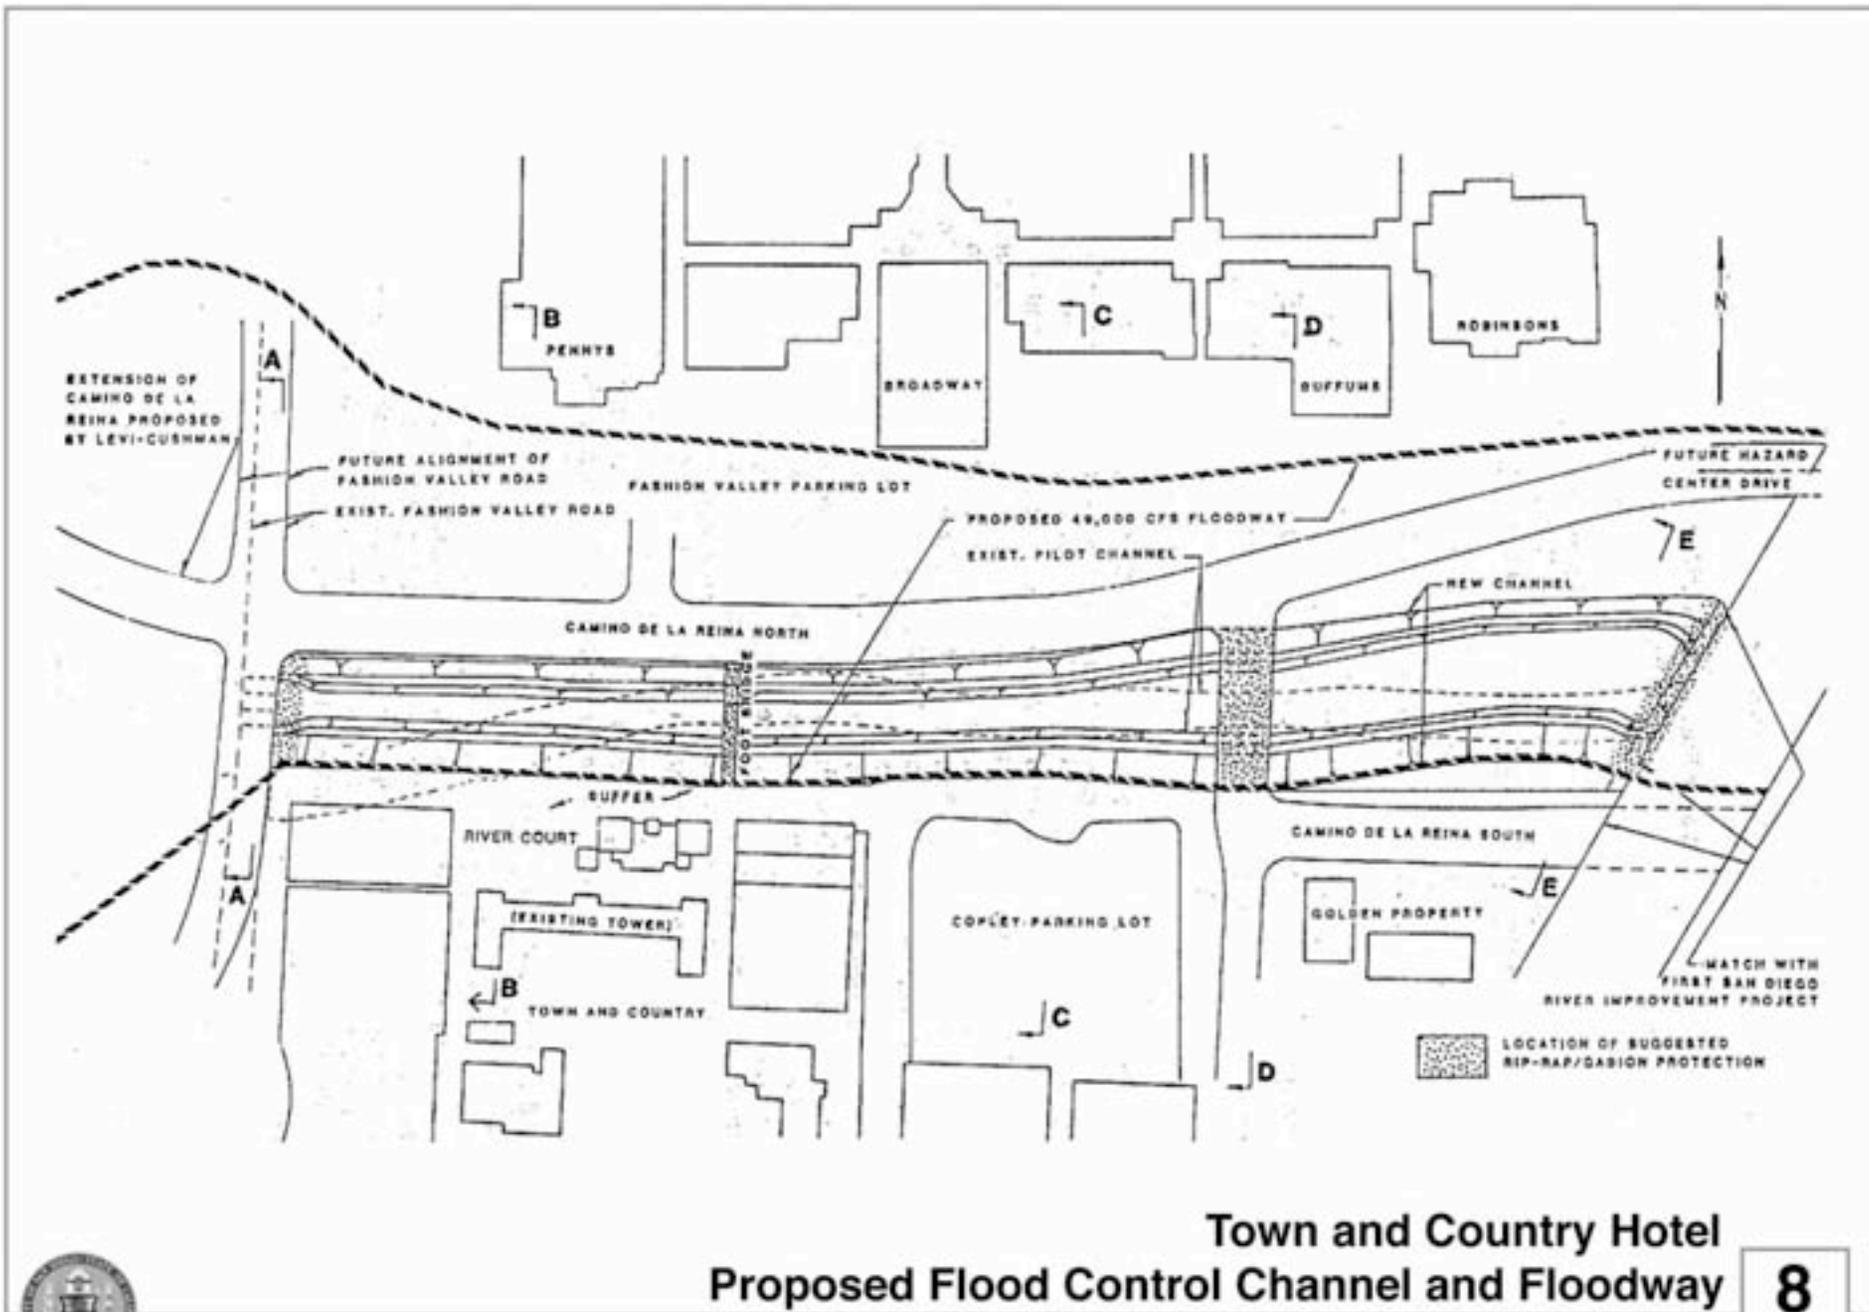 B
PENNYS
BROADWAY
C
D
BUFFUMS
ROBINSONS
N
A
EXTENSION OF
CAMINO DE LA
REINA PROPOSED
BY LEVI-CUSHMAN
FUTURE ALIGNMENT OF
FASHION VALLEY ROAD
EXIST. FASHION VALLEY ROAD
FASHION VALLEY PARKING LOT
PROPOSED 49,000 CFS FLOODWAY
EXIST. PILOT CHANNEL
FUTURE HAZARD
CENTER DRIVE
E
NEW CHANNEL
CAMINO DE LA REINA NORTH
FOOT BRIDGE
BUFFER
RIVER COURT
CAMINO DE LA REINA SOUTH
A
(EXISTING TOWER)
COPLEY PARKING LOT
GOLDEN PROPERTY
E
B
TOWN AND COUNTRY
C
D
MATCH WITH
FIRST SAN DIEGO
RIVER IMPROVEMENT PROJECT
LOCATION OF SUGGESTED
RIP-RAP/GABION PROTECTION
Town and Country Hotel
Proposed Flood Control Channel and Floodway
8